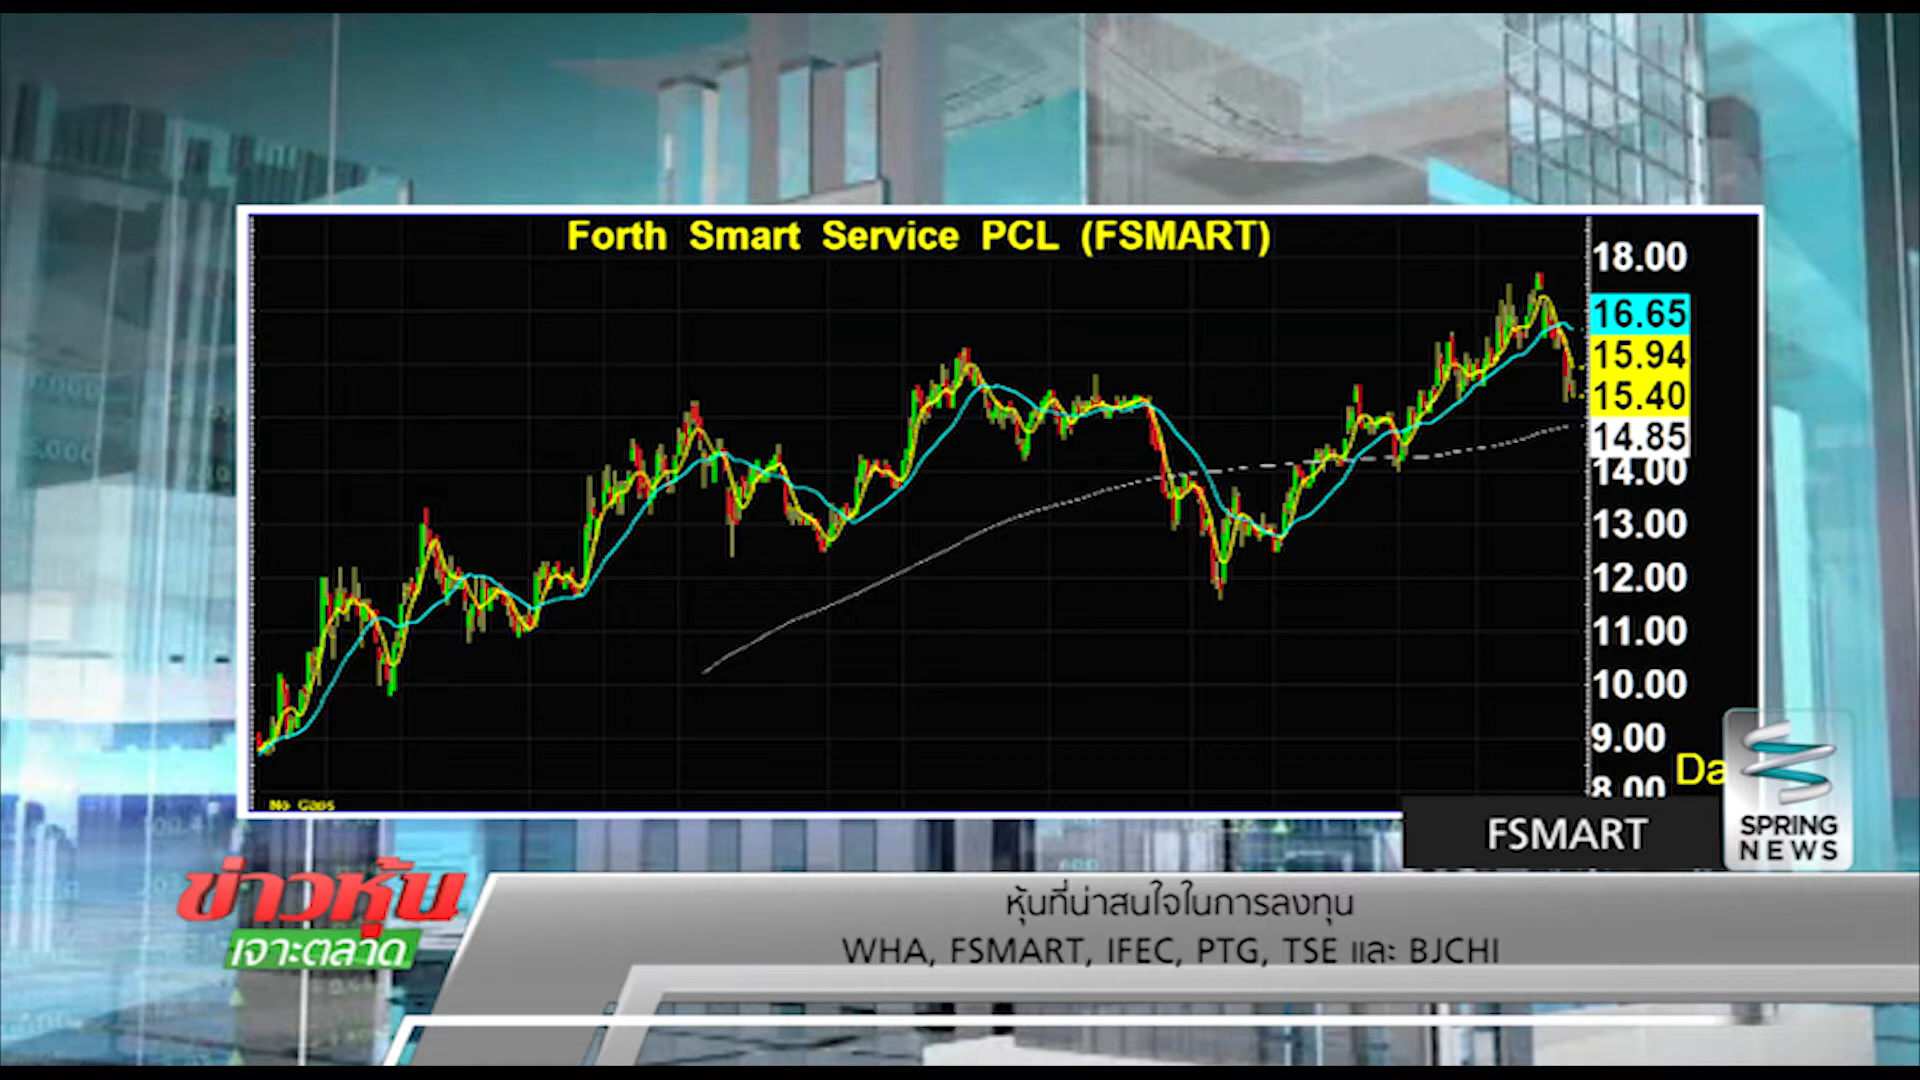 Forth Smart Service PCL (FSMART)
18.00
16.65
15.94
15.40
14.85
14.00
13.00
12.00
11.00
10.00
9.00
8.00
Da
No Gaps
FSMART
SPRING
NEWS
ข่าวหุ้น
เจาะตลาด
หุ้นที่น่าสนใจในการลงทุน
WHA, FSMART, IFEC, PTG, TSE และ BJCHI